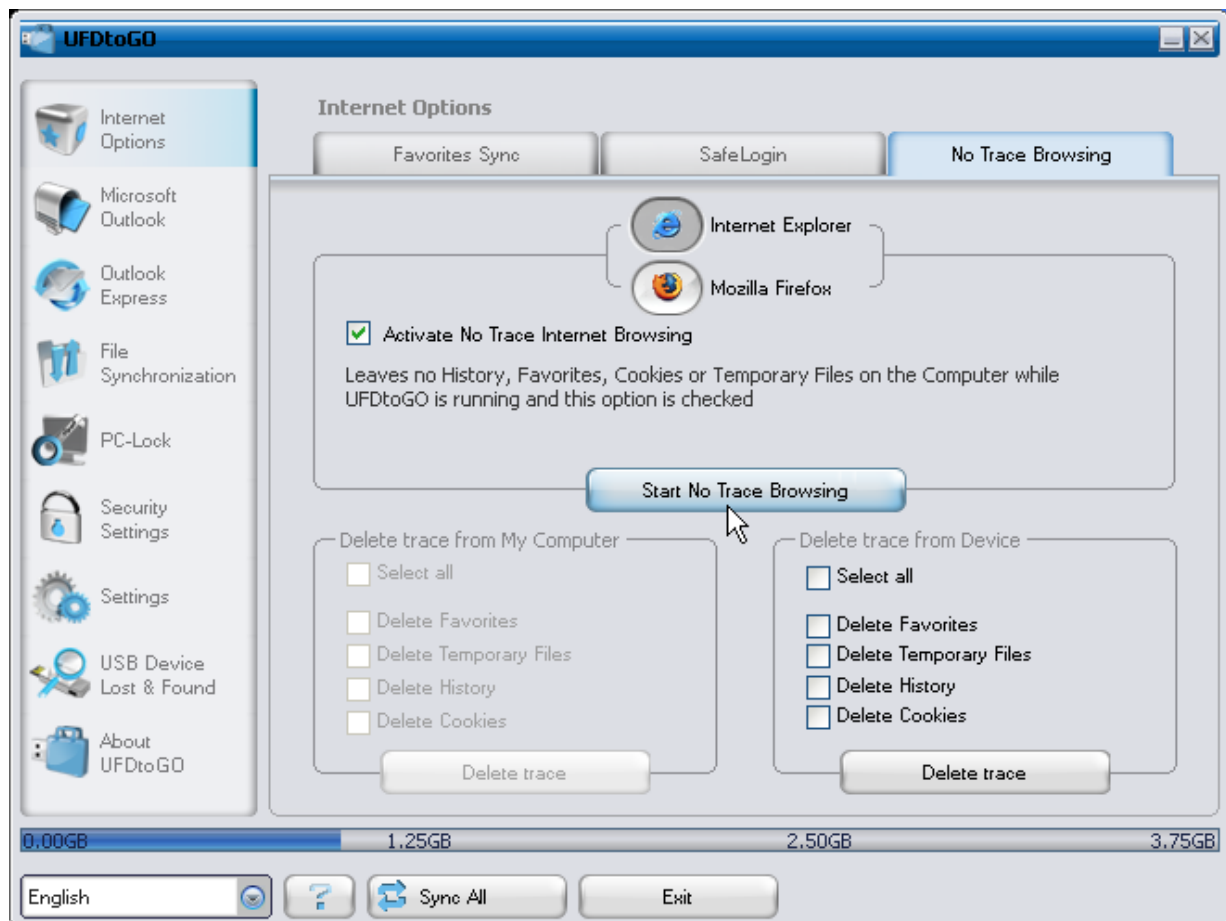 UFDtoGO
Internet
Options
Microsoft
Outlook
Outlook
Express
File
Synchronization
PC-Lock
Security
Settings
Settings
USB Device
Lost & Found
About
UFDtoGO
Internet Options
Favorites Sync
SafeLogin
No Trace Browsing
Internet Explorer
Mozilla Firefox
Activate No Trace Internet Browsing
Leaves no History, Favorites, Cookies or Temporary Files on the Computer while
UFDtoGO is running and this option is checked
Start No Trace Browsing
Delete trace from My Computer
Select all
Delete Favorites
Delete Temporary Files
Delete History
Delete Cookies
Delete trace
Delete trace from Device
Select all
Delete Favorites
Delete Temporary Files
Delete History
Delete Cookies
Delete trace
0.00GB 1.25GB 2.50GB 3.75GB
English ? Sync All Exit